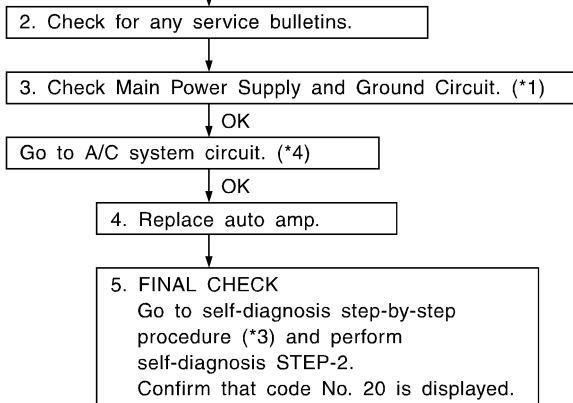 2. Check for any service bulletins.
3. Check Main Power Supply and Ground Circuit. (*1)
OK
Go to A/C system circuit. (*4)
OK
4. Replace auto amp.
5. FINAL CHECK
Go to self-diagnosis step-by-step
procedure (*3) and perform
self-diagnosis STEP-2.
Confirm that code No. 20 is displayed.